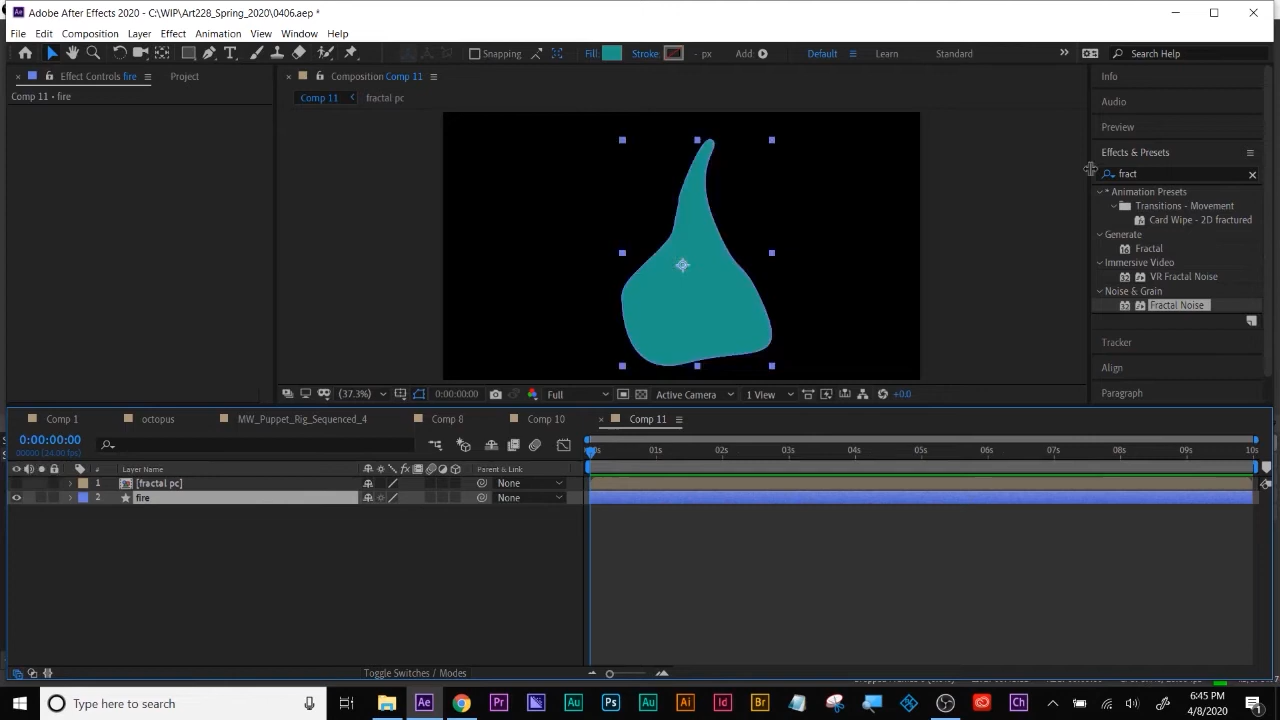 Adobe After Effects 2020 - C:\WIP\Art228_Spring_2020\0406.aep *
File Edit Composition Layer Effect Animation View Window Help
Snapping Fill: Stroke: - px Add: Default Learn Standard Search Help
Effect Controls fire Project Composition Comp 11 Info
Comp 11 • fire
Comp 11 fractal pc
Audio
Preview
Effects & Presets
fract
* Animation Presets
Transitions - Movement
Card Wipe - 2D fractured
Generate
Fractal
Immersive Video
VR Fractal Noise
Noise & Grain
Fractal Noise
Tracker
Align
Paragraph
(37.3%) 0:00:00:00 Full Active Camera 1 View +0.0
Comp 1 octopus MW_Puppet_Rig_Sequenced_4 Comp 8 Comp 10 Comp 11
0:00:00:00
00000 (24.00 fps)
01s 02s 03s 04s 05s 06s 07s 08s 09s 10s
Layer Name Parent & Link
1 [fractal pc] None
2 fire None
Toggle Switches / Modes
Type here to search
6:45 PM
4/8/2020